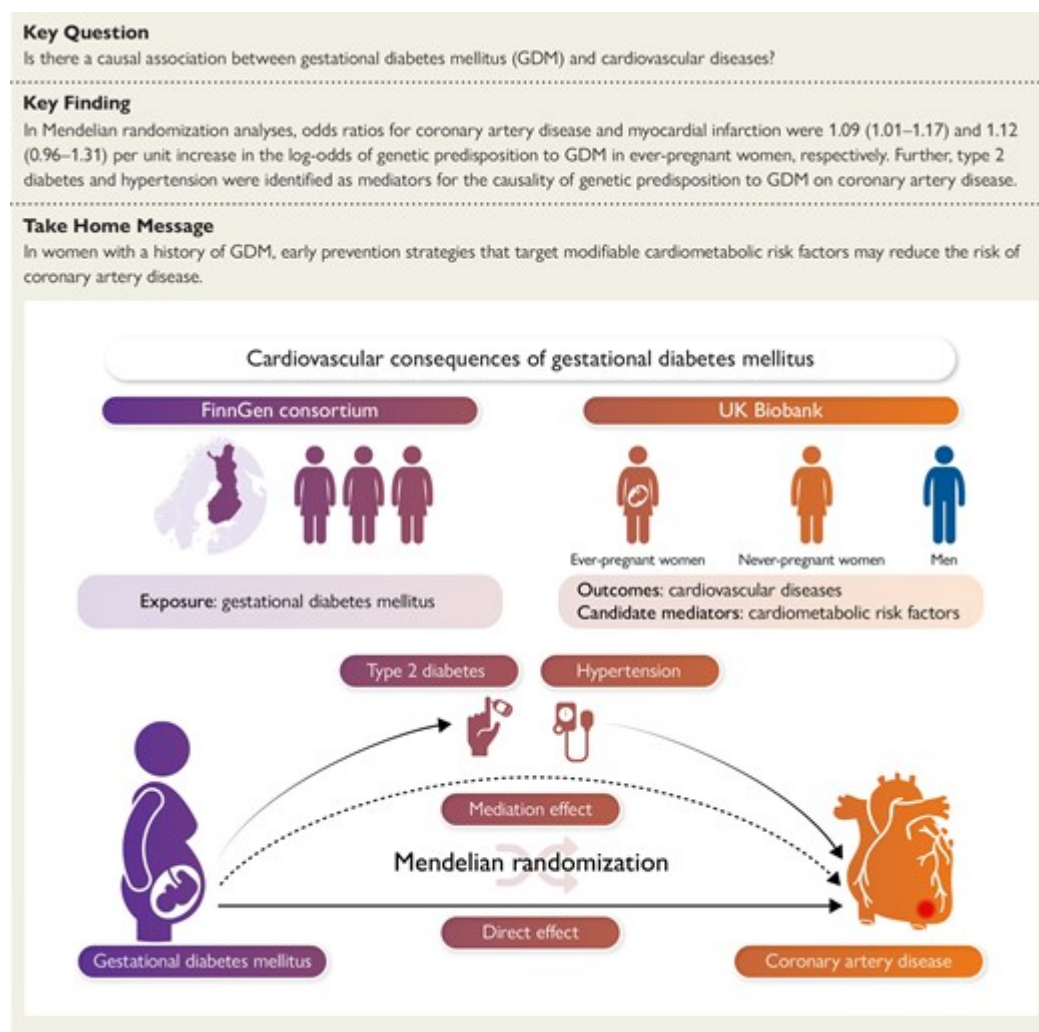 Key Question
Is there a causal association between gestational diabetes mellitus (GDM) and cardiovascular diseases?
Key Finding
In Mendelian randomization analyses, odds ratios for coronary artery disease and myocardial infarction were 1.09 (1.01–1.17) and 1.12
(0.96–1.31) per unit increase in the log-odds of genetic predisposition to GDM in ever-pregnant women, respectively. Further, type 2
diabetes and hypertension were identified as mediators for the causality of genetic predisposition to GDM on coronary artery disease.
Take Home Message
In women with a history of GDM, early prevention strategies that target modifiable cardiometabolic risk factors may reduce the risk of
coronary artery disease.
Cardiovascular consequences of gestational diabetes mellitus
FinnGen consortium
UK Biobank
Ever-pregnant women
Never-pregnant women
Men
Exposure: gestational diabetes mellitus
Outcomes: cardiovascular diseases
Candidate mediators: cardiometabolic risk factors
Type 2 diabetes
Hypertension
Mediation effect
Mendelian randomization
Direct effect
Gestational diabetes mellitus
Coronary artery disease